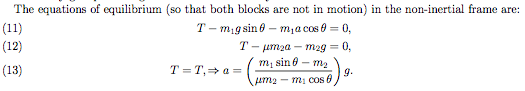 The equations of equilibrium (so that both blocks are not in motion) in the non-inertial frame are:
(11) T − m₁g sin θ − m₁a cos θ = 0,
(12) T − μm₂a − m₂g = 0,
(13) T = T, ⇒ a = ( (m₁ sin θ − m₂) / (μm₂ − m₁ cos θ) ) g.